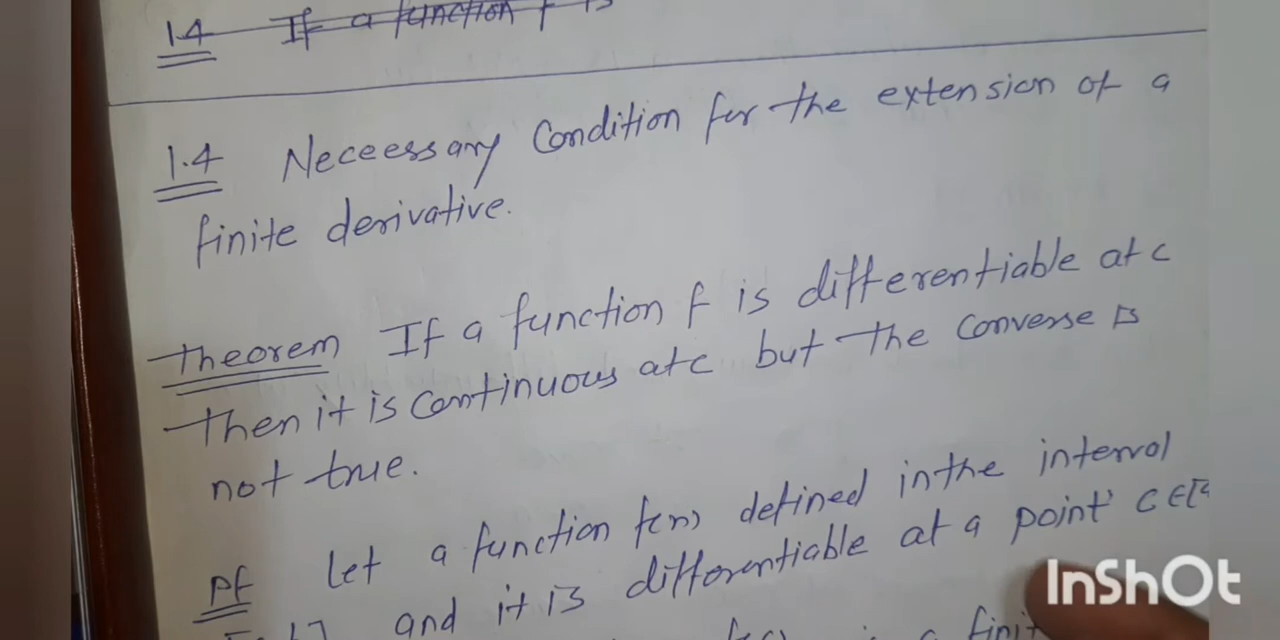 1.4 If a function f is
1.4 Neceessary Condition for the extension of a
finite derivative.
Theorem If a function f is differentiable at c
then it is continuous at c but the converse is
not true.
Pf Let a function f(n) defined in the interval
and it is differentiable at a point c ∈
InShOt